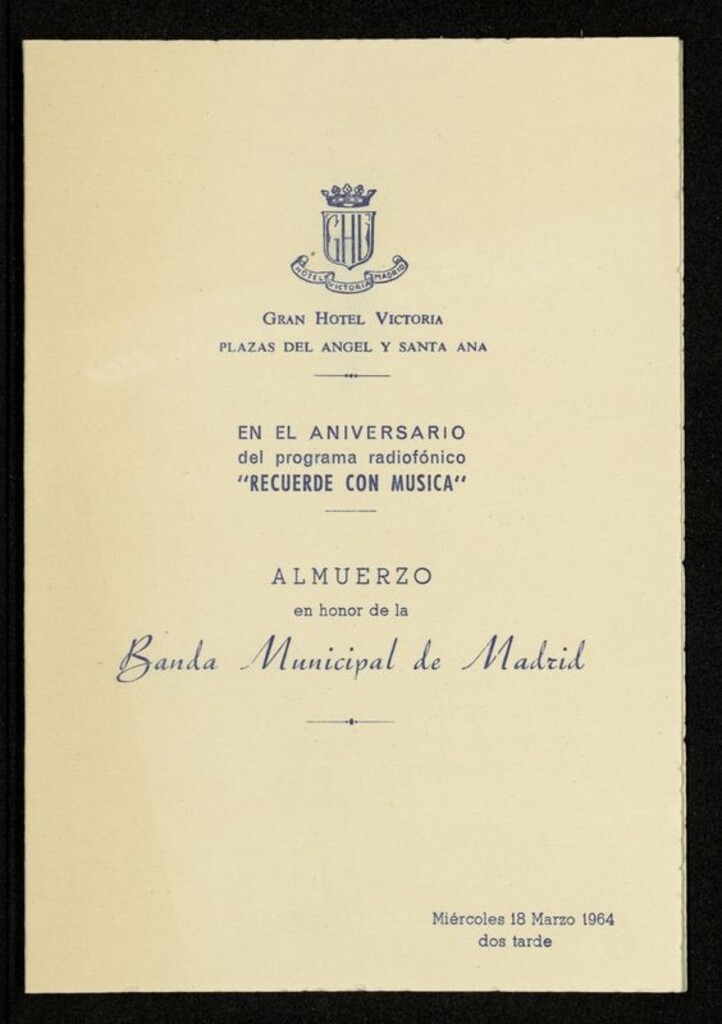 GHV
HOTEL VICTORIA MADRID
GRAN HOTEL VICTORIA
PLAZAS DEL ANGEL Y SANTA ANA
EN EL ANIVERSARIO
del programa radiofónico
"RECUERDE CON MUSICA"
ALMUERZO
en honor de la
Banda Municipal de Madrid
Miércoles 18 Marzo 1964
dos tarde